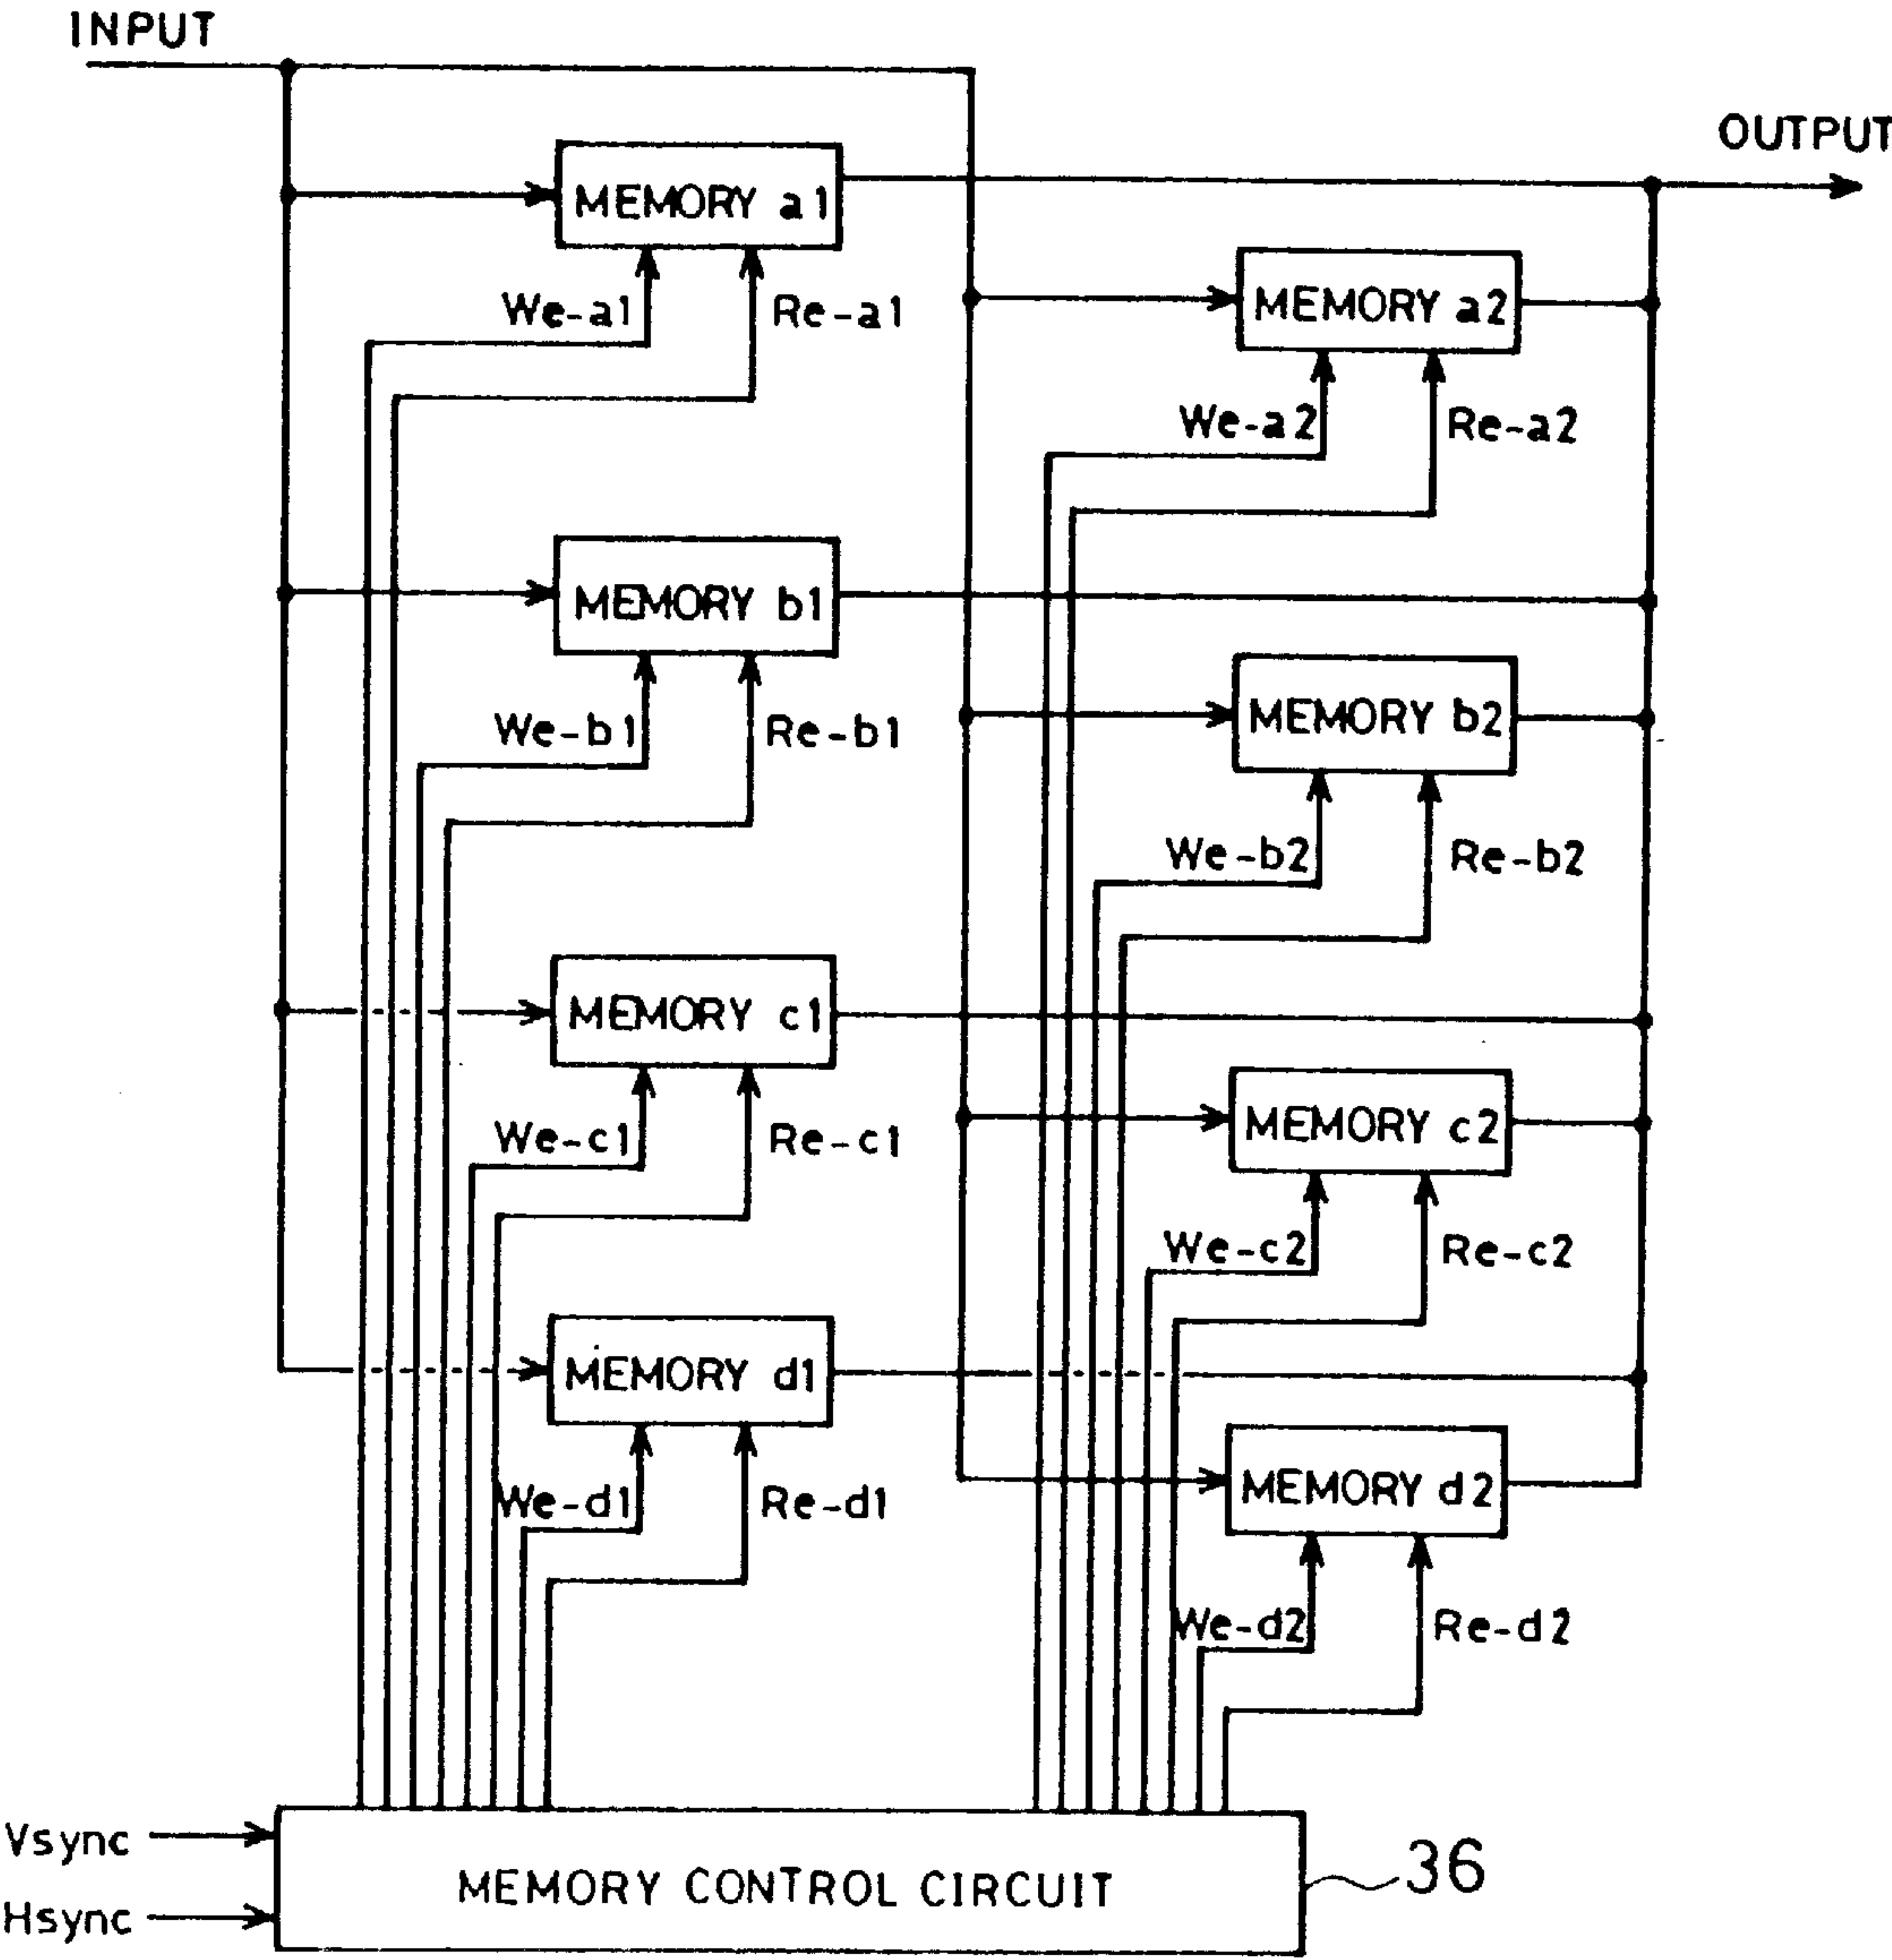 INPUT
OUTPUT
MEMORY a1
We-a1
Re-a1
MEMORY a2
We-a2
Re-a2
MEMORY b1
We-b1
Re-b1
MEMORY b2
We-b2
Re-b2
MEMORY c1
We-c1
Re-c1
MEMORY c2
We-c2
Re-c2
MEMORY d1
We-d1
Re-d1
MEMORY d2
We-d2
Re-d2
Vsync
Hsync
MEMORY CONTROL CIRCUIT
36